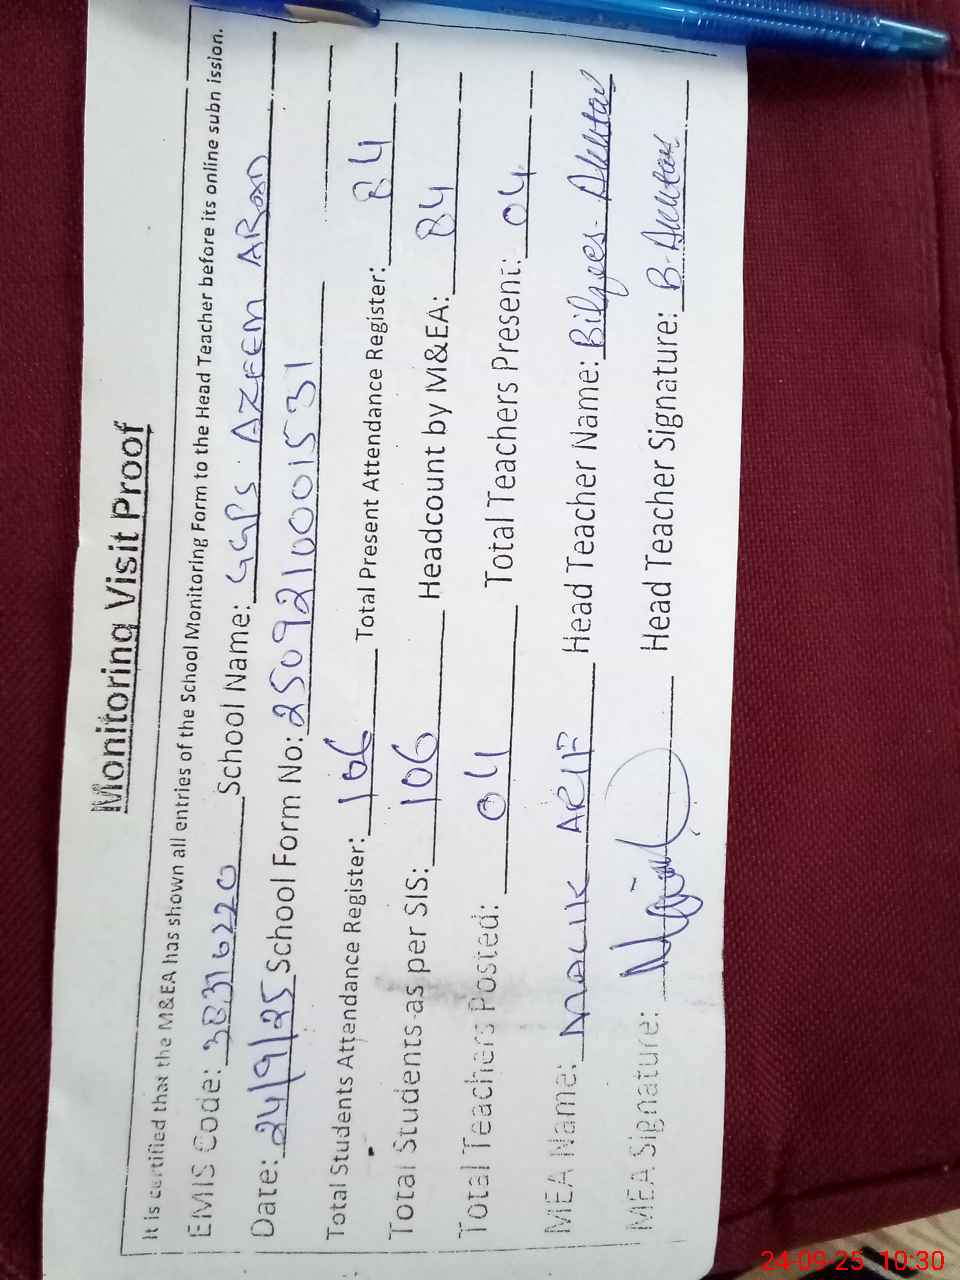 Monitoring Visit Proof
It is certified that the M&EA has shown all entries of the School Monitoring Form to the Head Teacher before its online subn ission.
EMIS Code: 38316220 School Name: GGPS AZEEM ABAD
Date: 24/9/25 School Form No: 2509210001531
Total Students Attendance Register: 106 Total Present Attendance Register: 84
Total Students as per SIS: 106 Headcount by M&EA: 84
Total Teachers Posted: 04 Total Teachers Present: 04
MEA Name: MALIK ARIF Head Teacher Name: Bilqees Akhtar
MEA Signature: Head Teacher Signature: B-Akhtar
24-09-25 10:30